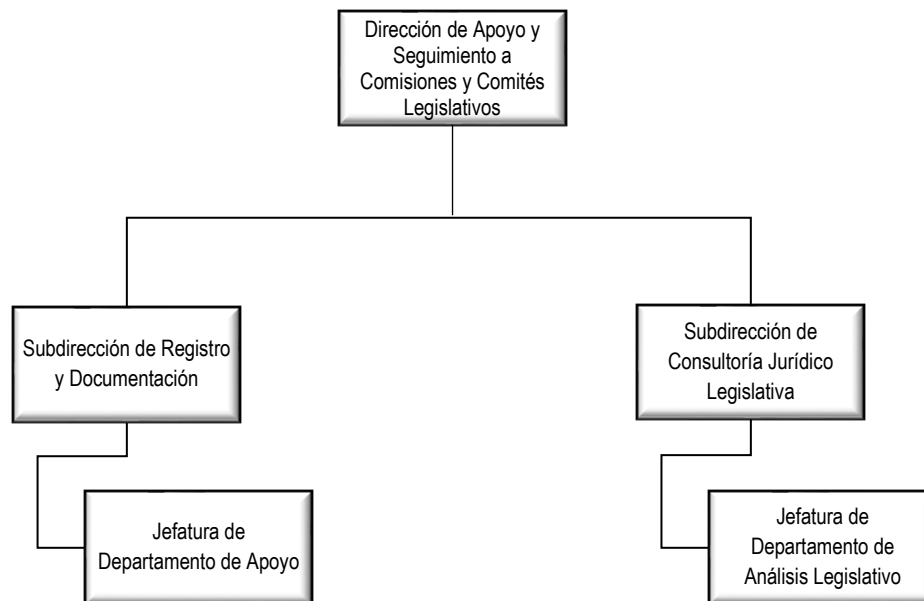 Dirección de Apoyo y
Seguimiento a
Comisiones y Comités
Legislativos
Subdirección de Registro
y Documentación
Subdirección de
Consultoría Jurídico
Legislativa
Jefatura de
Departamento de Apoyo
Jefatura de
Departamento de
Análisis Legislativo